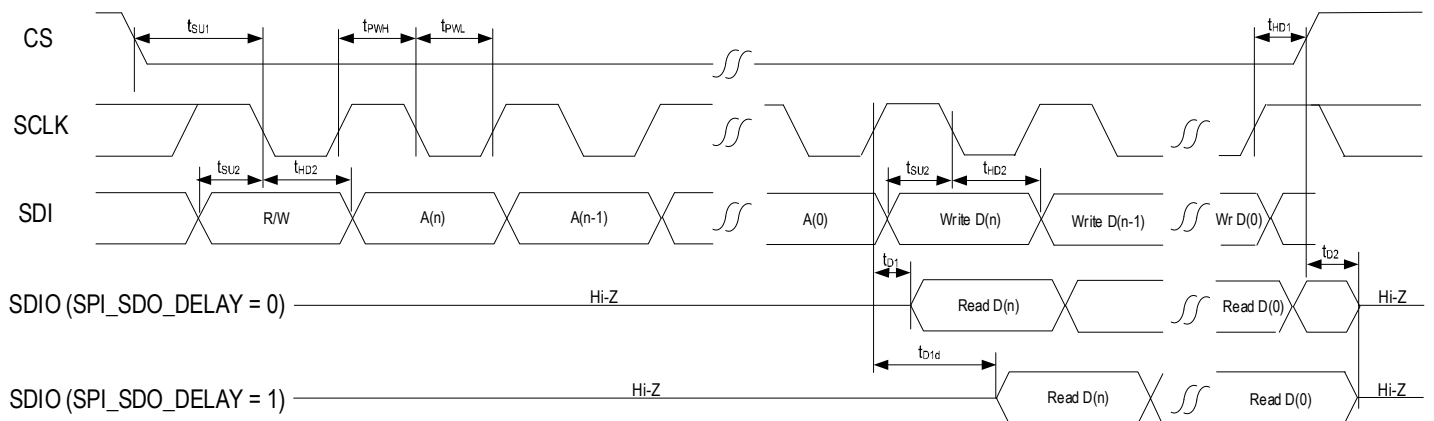 tSU1 tPWH tPWL tHD1
CS
SCLK
tSU2 tHD2 tSU2 tHD2
SDI R/W A(n) A(n-1) A(0) Write D(n) Write D(n-1) Wr D(0)
tD1 tD2
SDIO (SPI_SDO_DELAY = 0) Hi-Z Read D(n) Read D(0) Hi-Z
tD1d
SDIO (SPI_SDO_DELAY = 1) Hi-Z Read D(n) Read D(0) Hi-Z